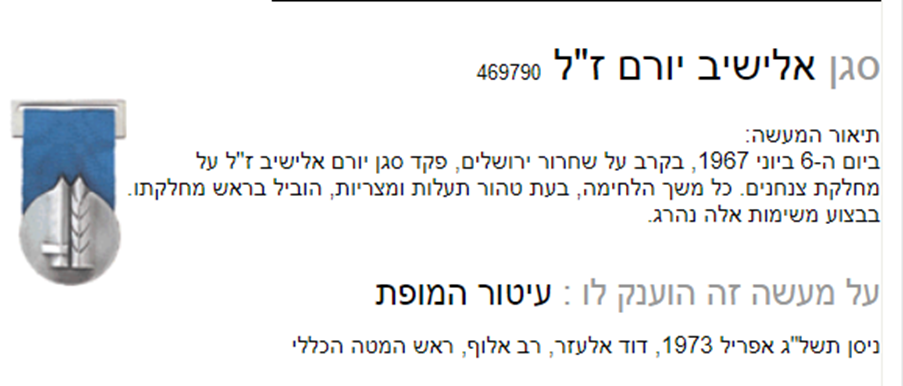 סגן אלישיב יורם ז"ל 469790
תיאור המעשה:
ביום ה-6 ביוני 1967, בקרב על שחרור ירושלים, פקד סגן יורם אלישיב ז"ל על
מחלקת צנחנים. כל משך הלחימה, בעת טהור תעלות ומצריות, הוביל בראש מחלקתו.
בבצוע משימות אלה נהרג.
על מעשה זה הוענק לו : עיטור המופת
ניסן תשל"ג אפריל 1973, דוד אלעזר, רב אלוף, ראש המטה הכללי